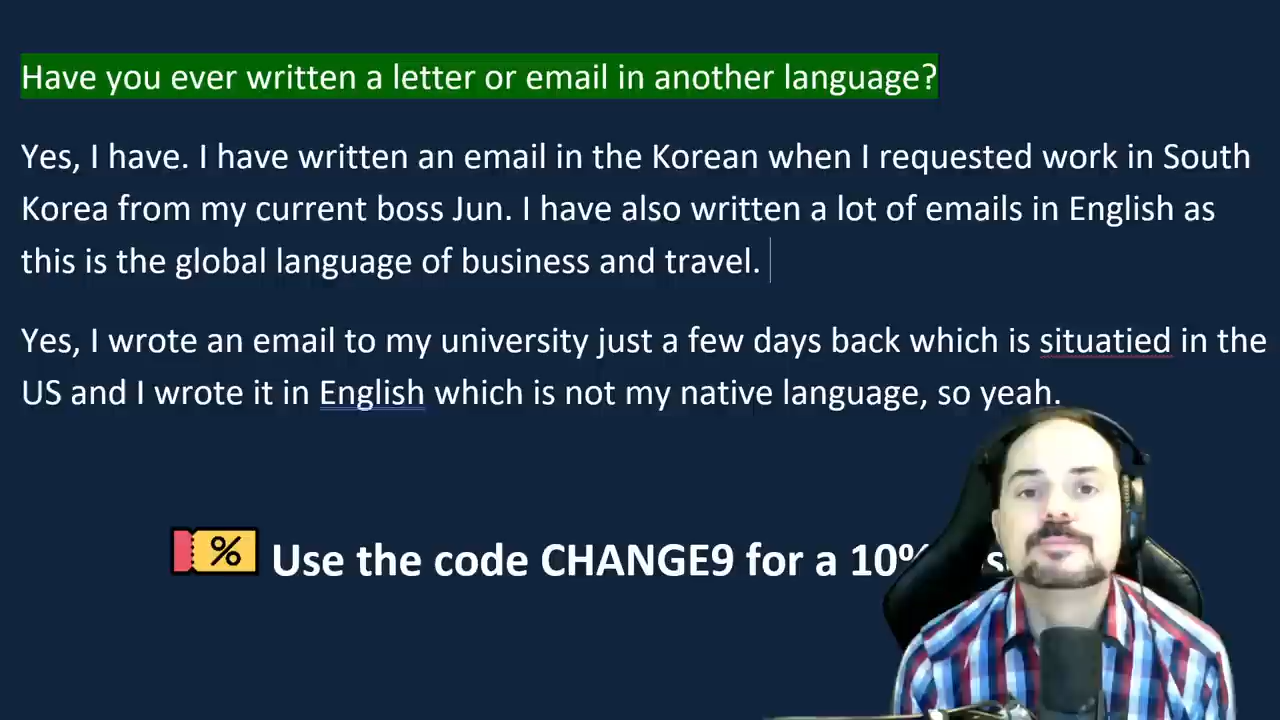 Have you ever written a letter or email in another language?
Yes, I have. I have written an email in the Korean when I requested work in South
Korea from my current boss Jun. I have also written a lot of emails in English as
this is the global language of business and travel.
Yes, I wrote an email to my university just a few days back which is situatied in the
US and I wrote it in English which is not my native language, so yeah.
% Use the code CHANGE9 for a 10%